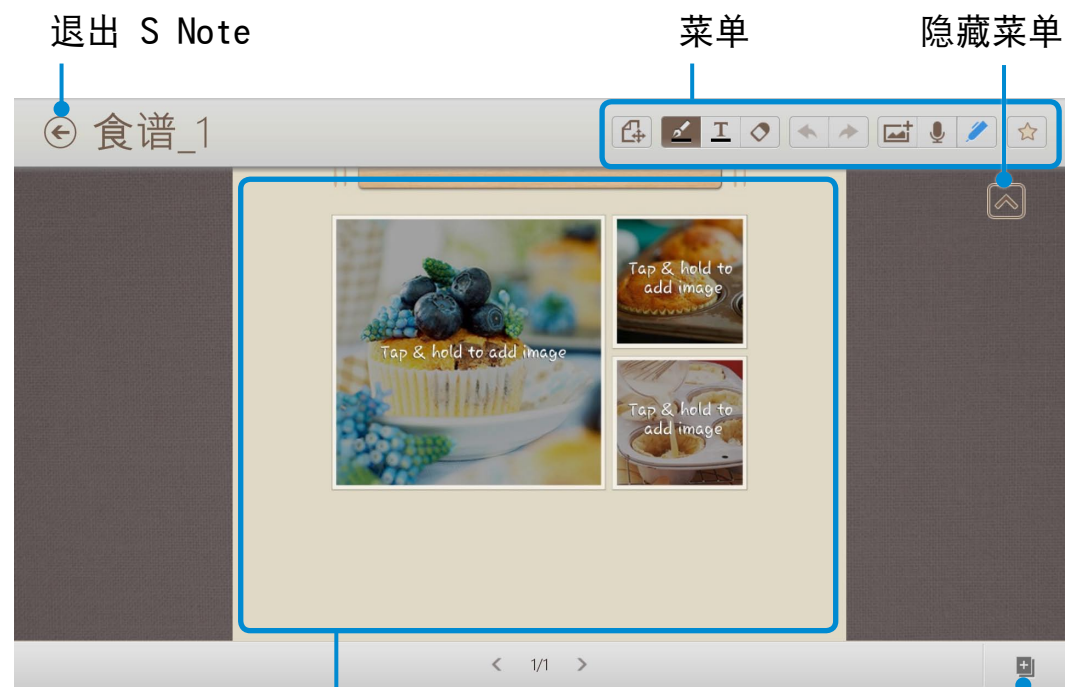 退出 S Note
菜单
隐藏菜单
食谱_1
T
Tap & hold to add image
Tap & hold to
add image
Tap & hold to
add image
1/1